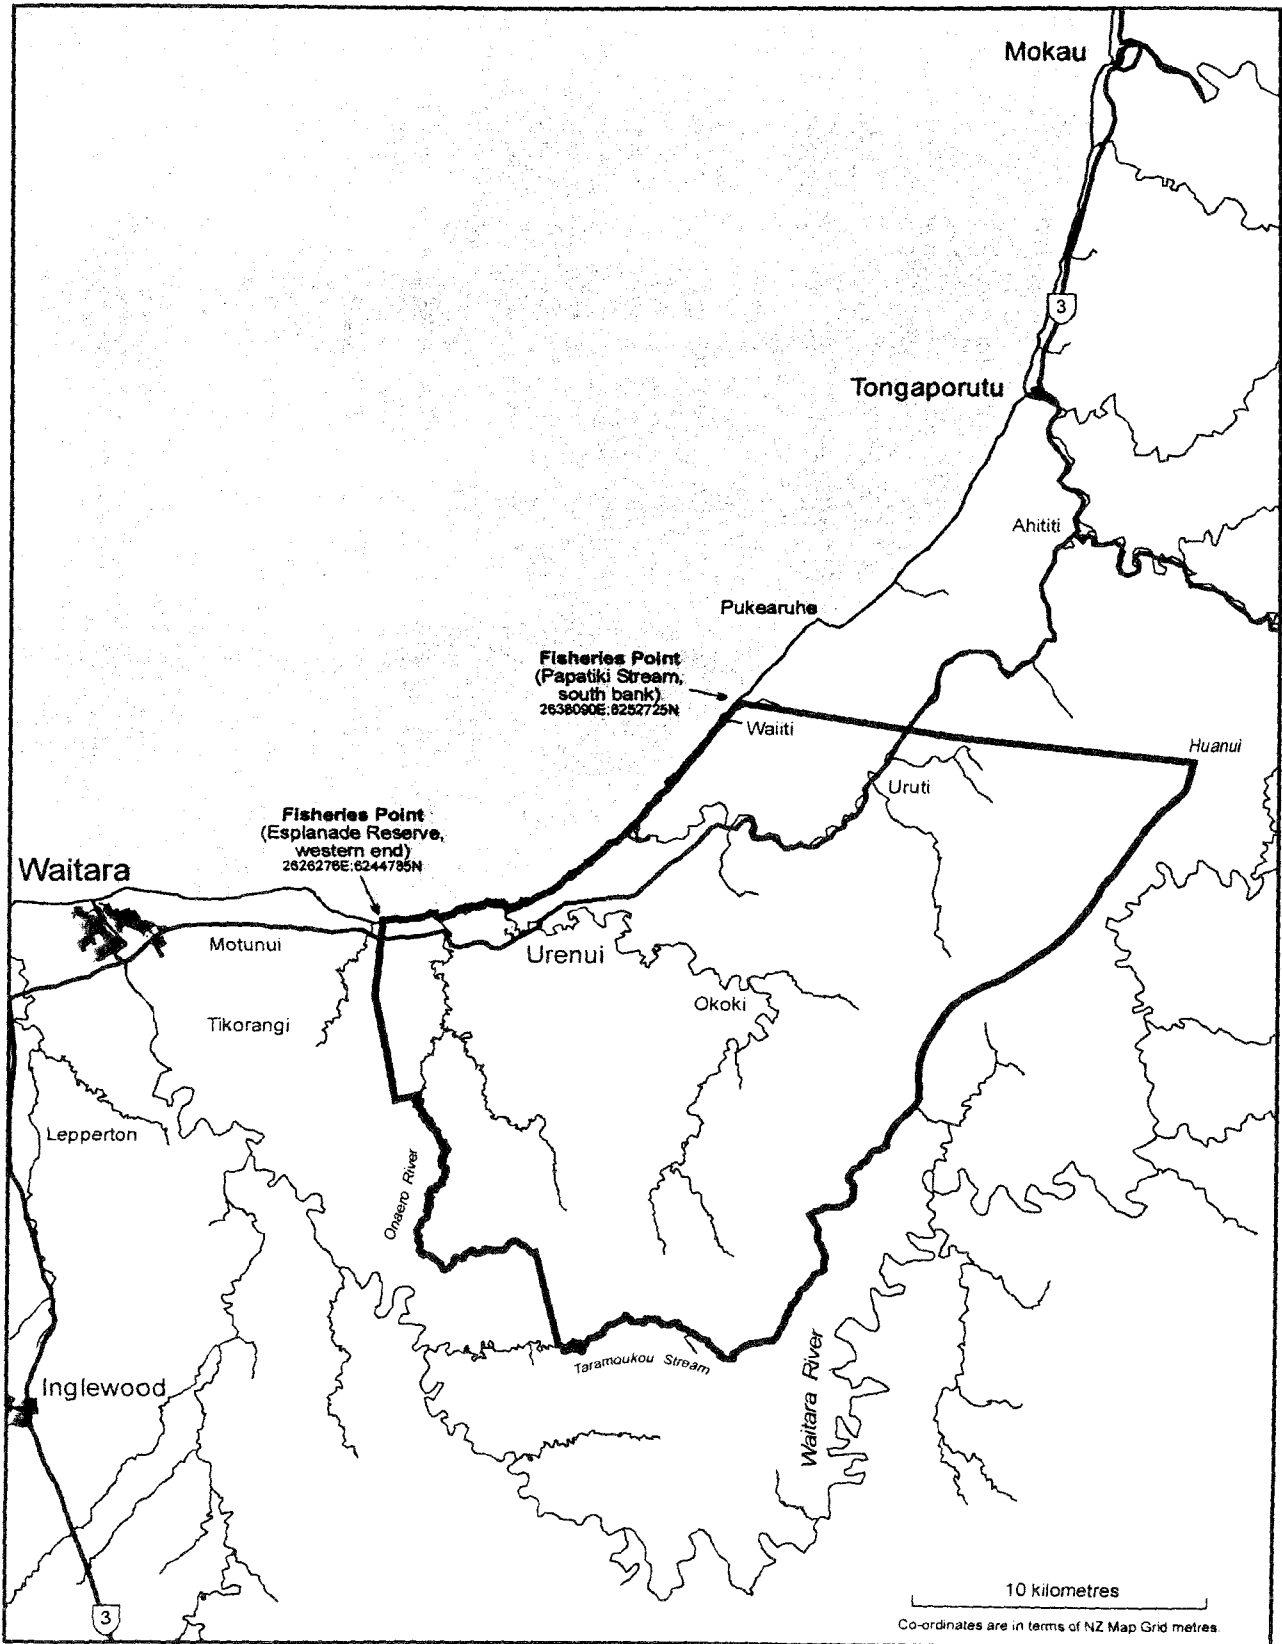 Mokau
3
Tongaporutu
Ahititi
Pukearuhe
Fisheries Point
(Papatiki Stream,
south bank)
2638090E:6252725N
Waiiti
Huanui
Uruti
Fisheries Point
(Esplanade Reserve,
western end)
2626276E:6244785N
Waitara
Motunui
Urenui
Okoki
Tikorangi
Lepperton
Onaero River
Taramoukou Stream
Waitara River
Inglewood
3
10 kilometres
Co-ordinates are in terms of NZ Map Grid metres.